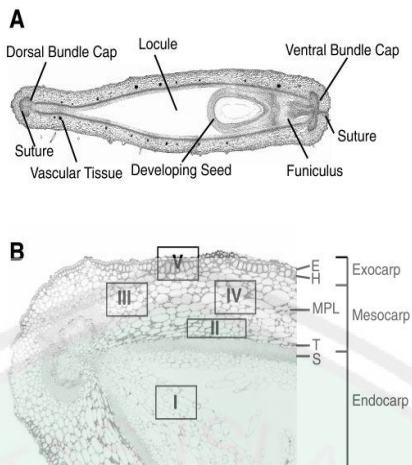 A
Dorsal Bundle Cap
Locule
Ventral Bundle Cap
Suture
Vascular Tissue
Developing Seed
Funiculus
Suture
B
V
E
H
Exocarp
III
IV
MPL
Mesocarp
II
T
S
I
Endocarp